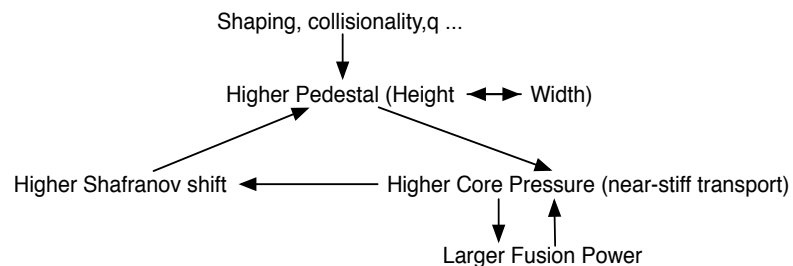 Shaping, collisionality,q ...
Higher Pedestal (Height Width)
Higher Shafranov shift
Higher Core Pressure (near-stiff transport)
Larger Fusion Power